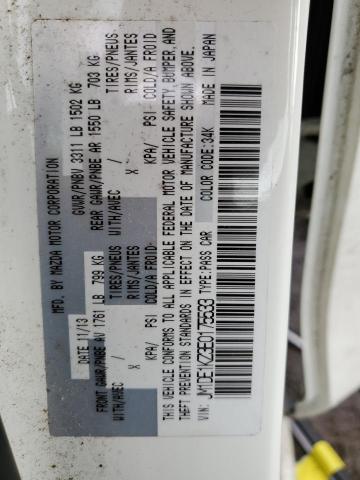 MFD. BY MAZDA MOTOR CORPORATION
DATE: 11/13 GVWR/PNBV 3311 LB 1502 KG
FRONT GAWR/PNBE AV 1761 LB 799 KG REAR GAWR/PNBE AR 1550 LB 703 KG
WITH/AVEC TIRES/PNEUS WITH/AVEC TIRES/PNEUS
X RIMS/JANTES X RIMS/JANTES
KPA/ PSI COLD/A FROID KPA/ PSI COLD/A FROID
THIS VEHICLE CONFORMS TO ALL APPLICABLE FEDERAL MOTOR VEHICLE SAFETY, BUMPER, AND
THEFT PREVENTION STANDARDS IN EFFECT ON THE DATE OF MANUFACTURE SHOWN ABOVE.
VIN: JM1DE1KZ3E0175633 TYPE:PASS CAR COLOR CODE:34K MADE IN JAPAN